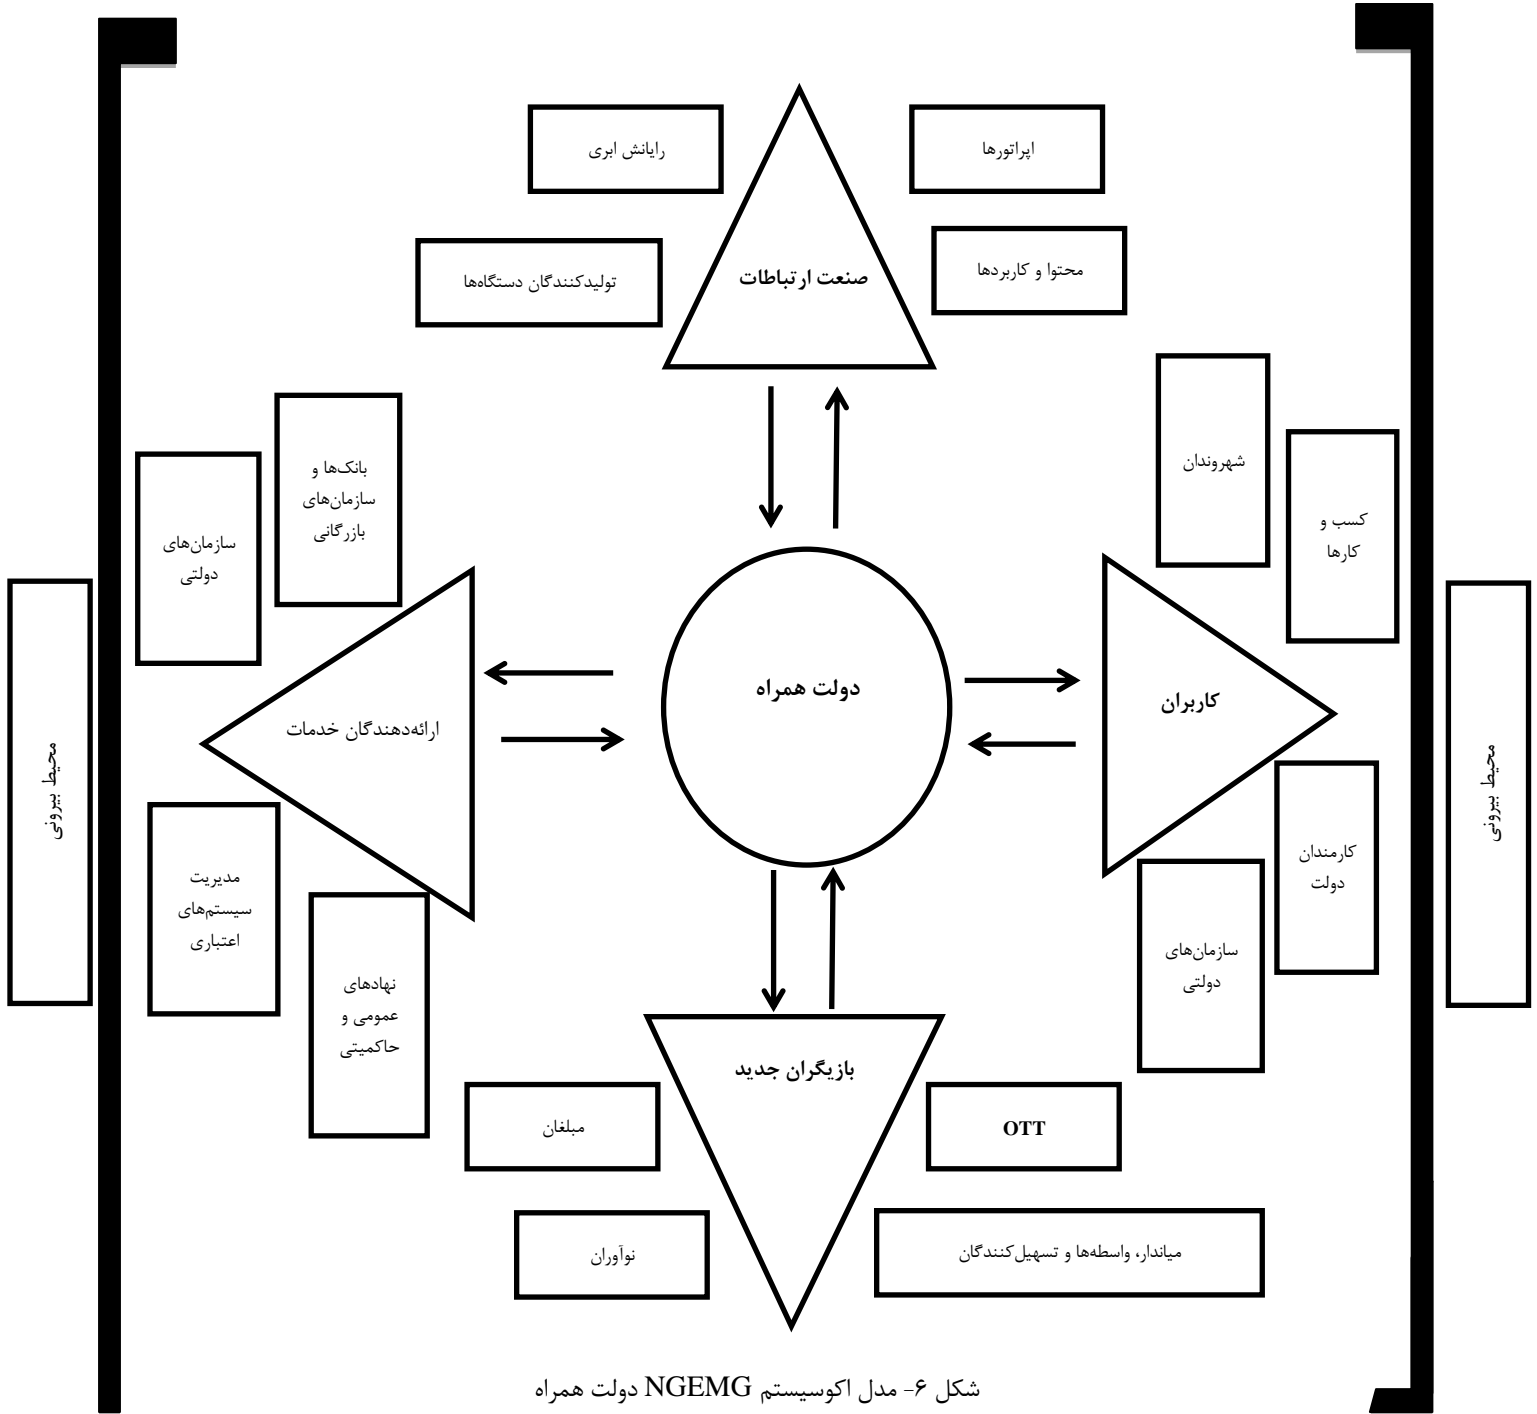 اپراتورها
رایانش ابری
محتوا و کاربردها
تولیدکنندگان دستگاه‌ها
صنعت ارتباطات
شهروندان
کسب و
کارها
بانک‌ها و
سازمان‌های
بازرگانی
سازمان‌های
دولتی
دولت همراه
کاربران
ارائه‌دهندگان خدمات
محیط بیرونی
محیط بیرونی
کارمندان
دولت
سازمان‌های
دولتی
مدیریت
سیستم‌های
اعتباری
نهادهای
عمومی و
حاکمیتی
بازیگران جدید
OTT
مبلغان
میاندار، واسطه‌ها و تسهیل‌کنندگان
نوآوران
شکل ۶- مدل اکوسیستم NGEMG دولت همراه